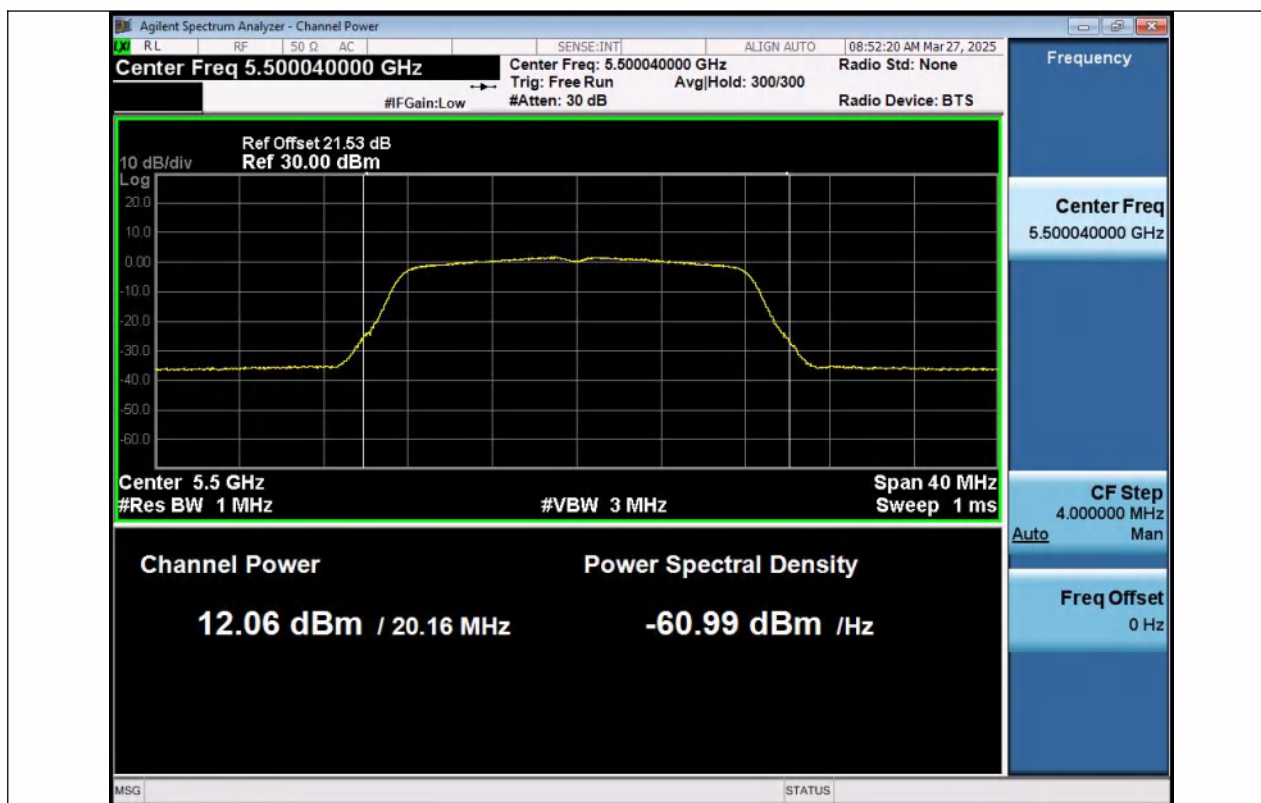 Agilent Spectrum Analyzer - Channel Power
LXI RL RF 50 Ω AC SENSE:INT ALIGN AUTO 08:52:20 AM Mar 27, 2025
Center Freq 5.500040000 GHz
Center Freq: 5.500040000 GHz Radio Std: None
Trig: Free Run Avg|Hold: 300/300
#IFGain:Low #Atten: 30 dB Radio Device: BTS
Ref Offset 21.53 dB
10 dB/div Ref 30.00 dBm
Log
20.0
10.0
0.00
-10.0
-20.0
-30.0
-40.0
-50.0
-60.0
Center 5.5 GHz Span 40 MHz
#Res BW 1 MHz #VBW 3 MHz Sweep 1 ms
Channel Power Power Spectral Density
12.06 dBm / 20.16 MHz -60.99 dBm /Hz
MSG STATUS
Frequency
Center Freq
5.500040000 GHz
CF Step
4.000000 MHz
Auto Man
Freq Offset
0 Hz